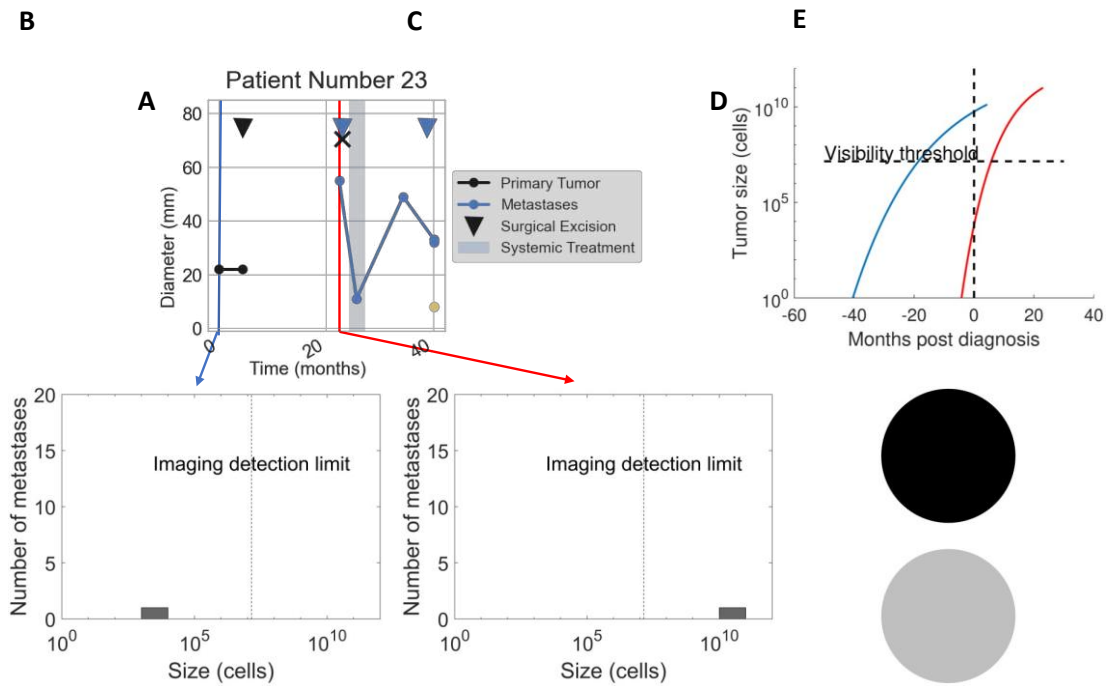 B
C
E
Patient Number 23
A
D
80
60
40
20
0
Diameter (mm)
0
20
40
Time (months)
Primary Tumor
Metastases
Surgical Excision
Systemic Treatment
10^10
10^5
10^0
Tumor size (cells)
Visibility threshold
-60
-40
-20
0
20
40
Months post diagnosis
20
15
10
5
0
Number of metastases
Imaging detection limit
10^0
10^5
10^10
Size (cells)
20
15
10
5
0
Number of metastases
Imaging detection limit
10^0
10^5
10^10
Size (cells)